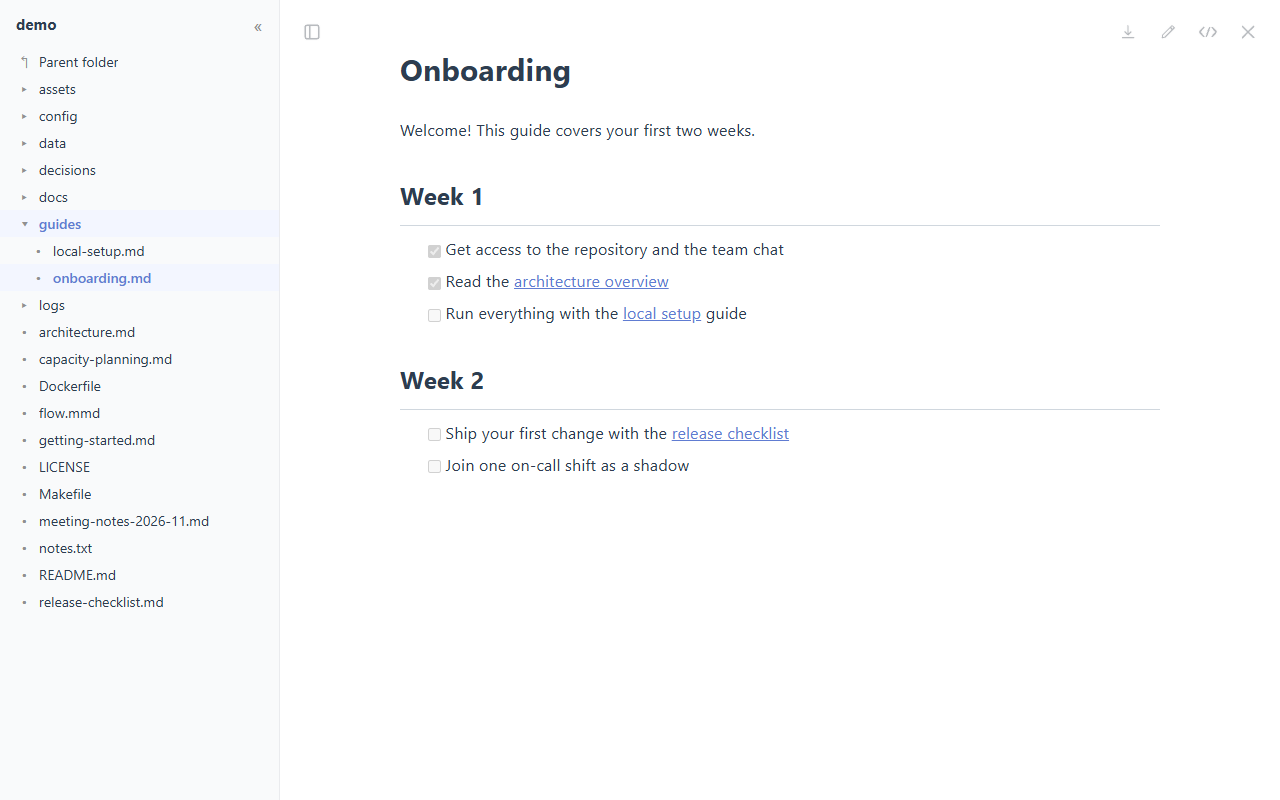 demo
«
Parent folder
assets
config
data
decisions
docs
guides
local-setup.md
onboarding.md
logs
architecture.md
capacity-planning.md
Dockerfile
flow.mmd
getting-started.md
LICENSE
Makefile
meeting-notes-2026-11.md
notes.txt
README.md
release-checklist.md
Onboarding
Welcome! This guide covers your first two weeks.
Week 1
Get access to the repository and the team chat
Read the architecture overview
Run everything with the local setup guide
Week 2
Ship your first change with the release checklist
Join one on-call shift as a shadow